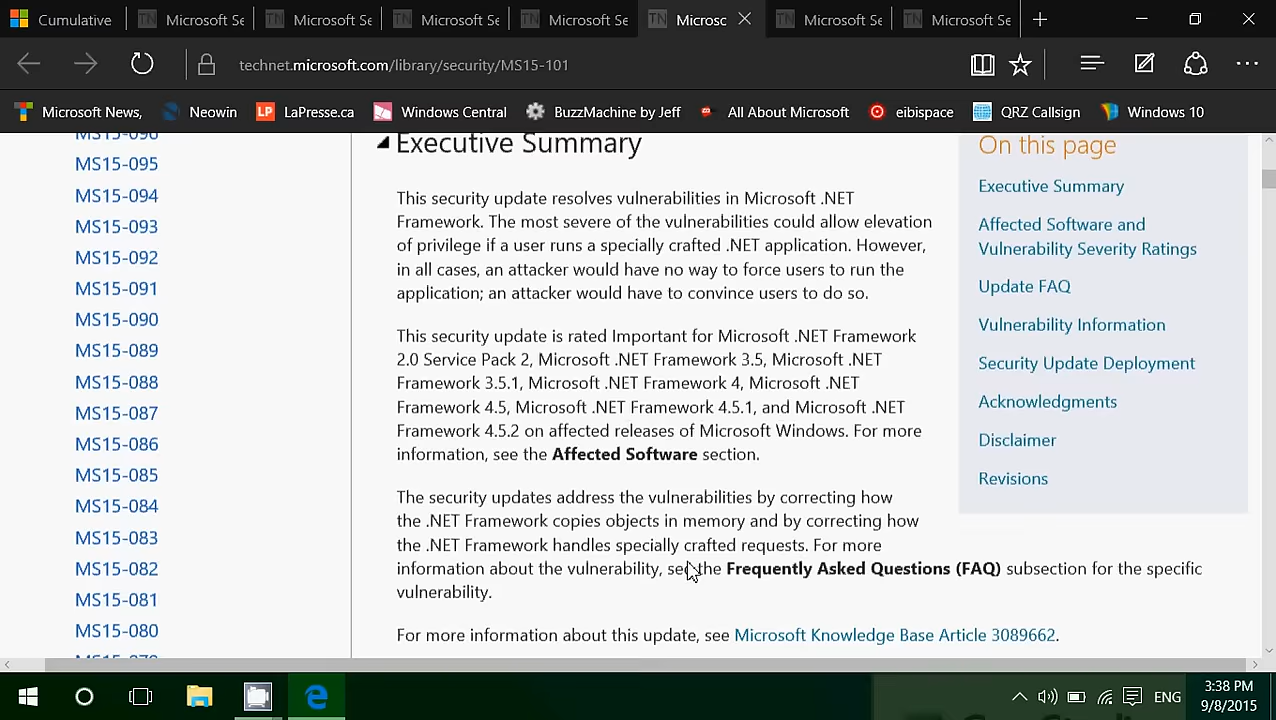 Cumulative
Microsoft Se
Microsoft Se
Microsoft Se
Microsoft Se
Microsc
Microsoft Se
Microsoft Se
technet.microsoft.com/library/security/MS15-101
Microsoft News,
Neowin
LP LaPresse.ca
Windows Central
BuzzMachine by Jeff
All About Microsoft
eibispace
QRZ Callsign
Windows 10
MS15-096
MS15-095
MS15-094
MS15-093
MS15-092
MS15-091
MS15-090
MS15-089
MS15-088
MS15-087
MS15-086
MS15-085
MS15-084
MS15-083
MS15-082
MS15-081
MS15-080
Executive Summary
This security update resolves vulnerabilities in Microsoft .NET
Framework. The most severe of the vulnerabilities could allow elevation
of privilege if a user runs a specially crafted .NET application. However,
in all cases, an attacker would have no way to force users to run the
application; an attacker would have to convince users to do so.
This security update is rated Important for Microsoft .NET Framework
2.0 Service Pack 2, Microsoft .NET Framework 3.5, Microsoft .NET
Framework 3.5.1, Microsoft .NET Framework 4, Microsoft .NET
Framework 4.5, Microsoft .NET Framework 4.5.1, and Microsoft .NET
Framework 4.5.2 on affected releases of Microsoft Windows. For more
information, see the Affected Software section.
The security updates address the vulnerabilities by correcting how
the .NET Framework copies objects in memory and by correcting how
the .NET Framework handles specially crafted requests. For more
information about the vulnerability, see the Frequently Asked Questions (FAQ) subsection for the specific
vulnerability.
For more information about this update, see Microsoft Knowledge Base Article 3089662.
On this page
Executive Summary
Affected Software and
Vulnerability Severity Ratings
Update FAQ
Vulnerability Information
Security Update Deployment
Acknowledgments
Disclaimer
Revisions
ENG
3:38 PM
9/8/2015